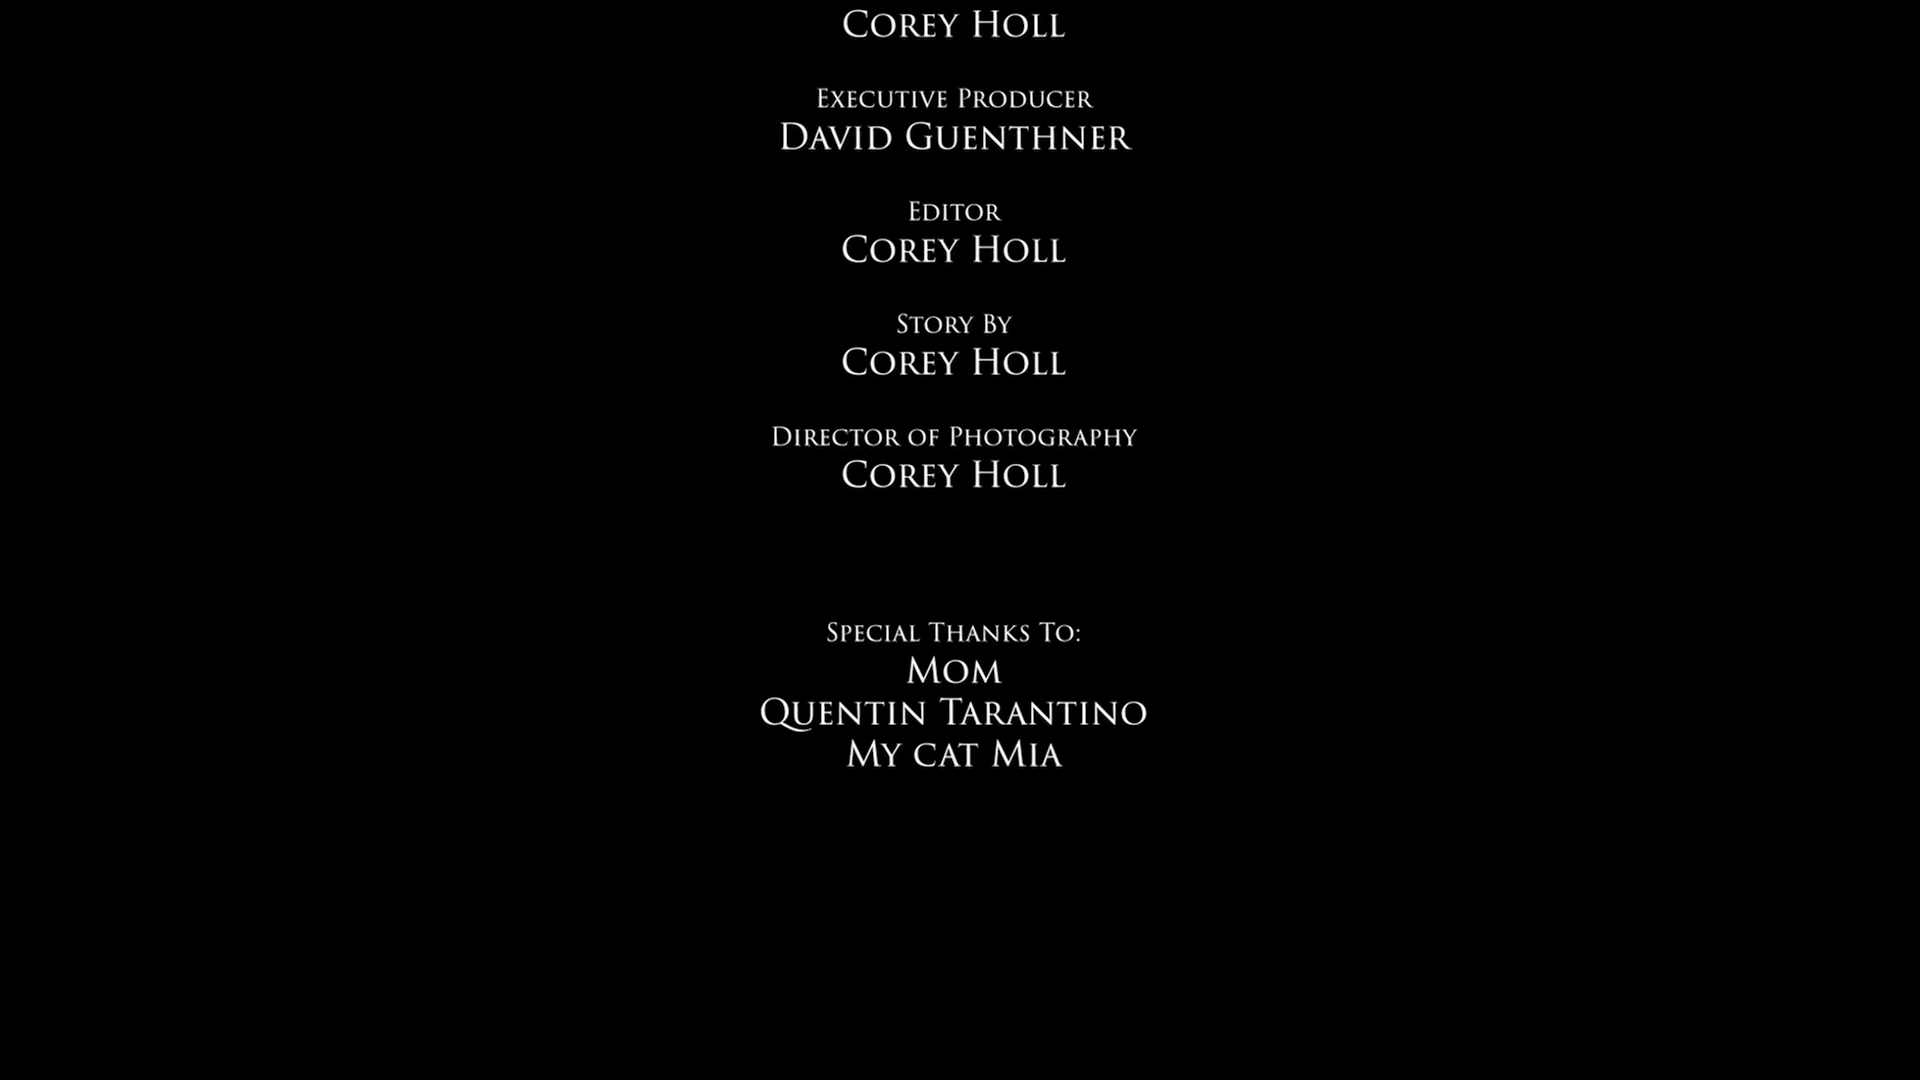 Corey Holl
Executive Producer
David Guenthner
Editor
Corey Holl
Story By
Corey Holl
Director of Photography
Corey Holl
Special Thanks To:
Mom
Quentin Tarantino
My cat Mia